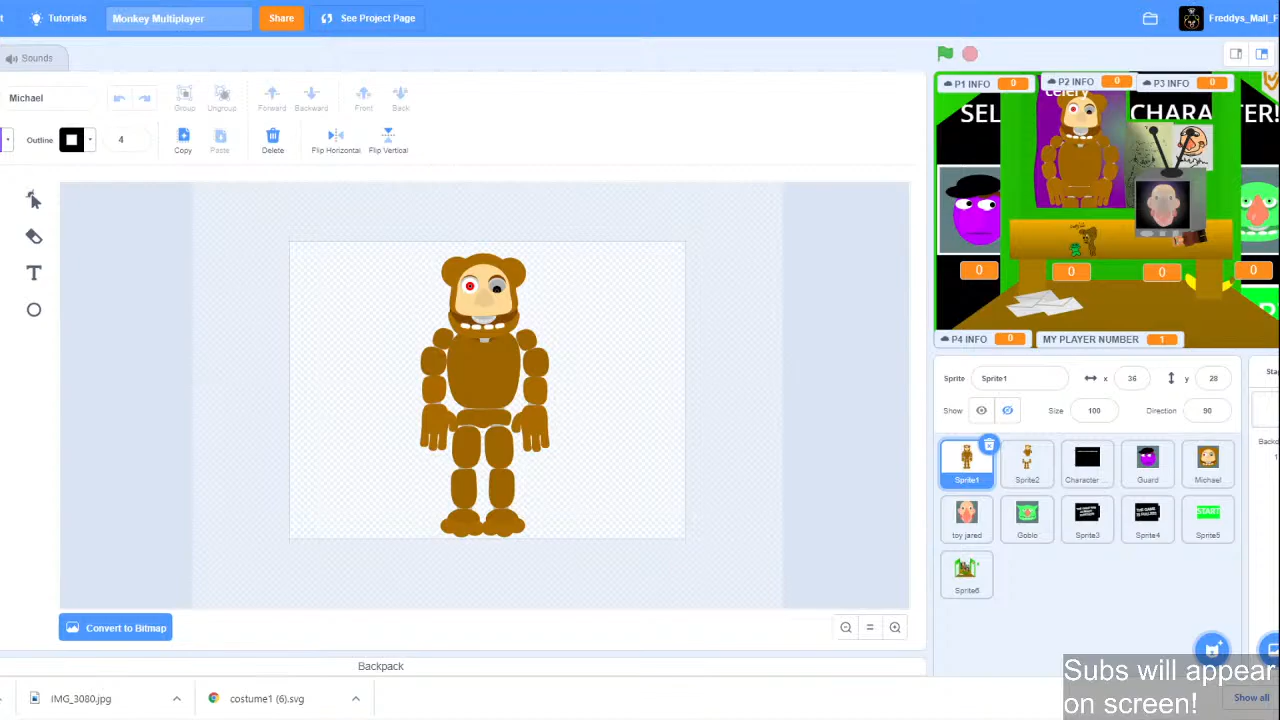 Tutorials
Monkey Multiplayer
Share
See Project Page
Freddys_Mall_F
Sounds
Michael
Group
Ungroup
Forward
Backward
Front
Back
Outline
4
Copy
Paste
Delete
Flip Horizontal
Flip Vertical
P1 INFO 0
P2 INFO 0
P3 INFO 0
celery
SEL
CHARACTER!
0
0
0
0
P4 INFO 0
MY PLAYER NUMBER 1
Sprite
Sprite1
x
36
y
28
Show
Size
100
Direction
90
Sprite1
Sprite2
Character ...
Guard
Michael
toy jared
Goblo
Sprite3
Sprite4
Sprite5
START
Sprite6
Convert to Bitmap
Backpack
IMG_3080.jpg
costume1 (6).svg
Show all
Subs will appear
on screen!